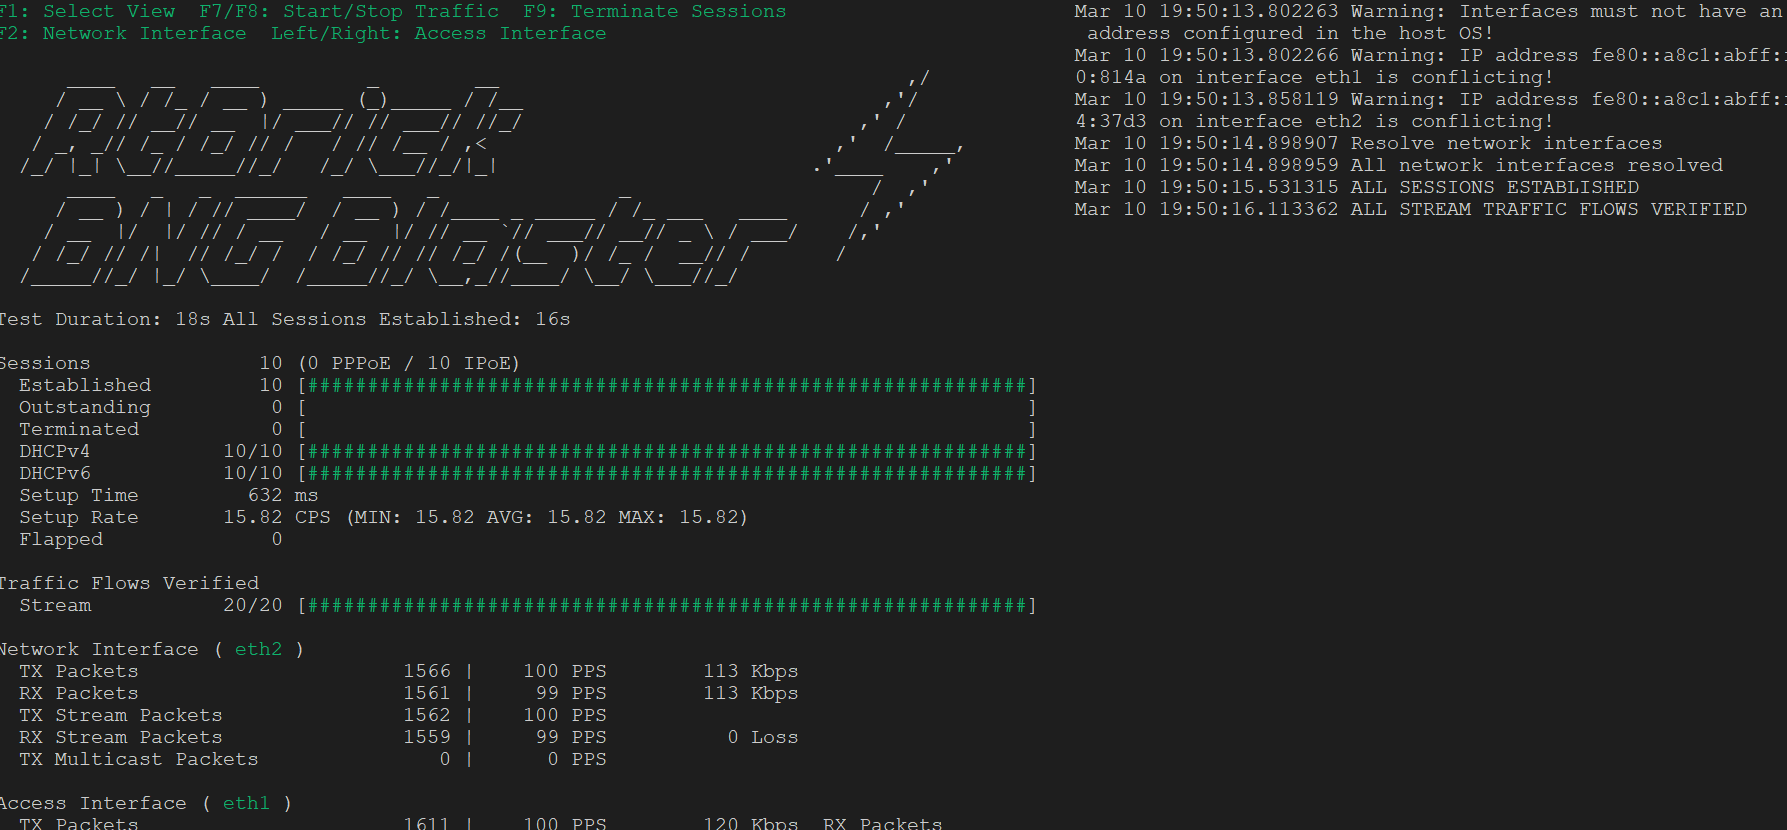 F1: Select View  F7/F8: Start/Stop Traffic  F9: Terminate Sessions
F2: Network Interface  Left/Right: Access Interface
RtBrick
BNG Blaster
Test Duration: 18s All Sessions Established: 16s
Sessions 10 (0 PPPoE / 10 IPoE)
Established 10 [############################################################]
Outstanding 0 [ ]
Terminated 0 [ ]
DHCPv4 10/10 [############################################################]
DHCPv6 10/10 [############################################################]
Setup Time 632 ms
Setup Rate 15.82 CPS (MIN: 15.82 AVG: 15.82 MAX: 15.82)
Flapped 0
Traffic Flows Verified
Stream 20/20 [############################################################]
Network Interface ( eth2 )
TX Packets 1566 | 100 PPS 113 Kbps
RX Packets 1561 | 99 PPS 113 Kbps
TX Stream Packets 1562 | 100 PPS
RX Stream Packets 1559 | 99 PPS 0 Loss
TX Multicast Packets 0 | 0 PPS
Access Interface ( eth1 )
TX Packets 1611 | 100 PPS 120 Kbps RX Packets
Mar 10 19:50:13.802263 Warning: Interfaces must not have an
address configured in the host OS!
Mar 10 19:50:13.802266 Warning: IP address fe80::a8c1:abff:
0:814a on interface eth1 is conflicting!
Mar 10 19:50:13.858119 Warning: IP address fe80::a8c1:abff:
4:37d3 on interface eth2 is conflicting!
Mar 10 19:50:14.898907 Resolve network interfaces
Mar 10 19:50:14.898959 All network interfaces resolved
Mar 10 19:50:15.531315 ALL SESSIONS ESTABLISHED
Mar 10 19:50:16.113362 ALL STREAM TRAFFIC FLOWS VERIFIED